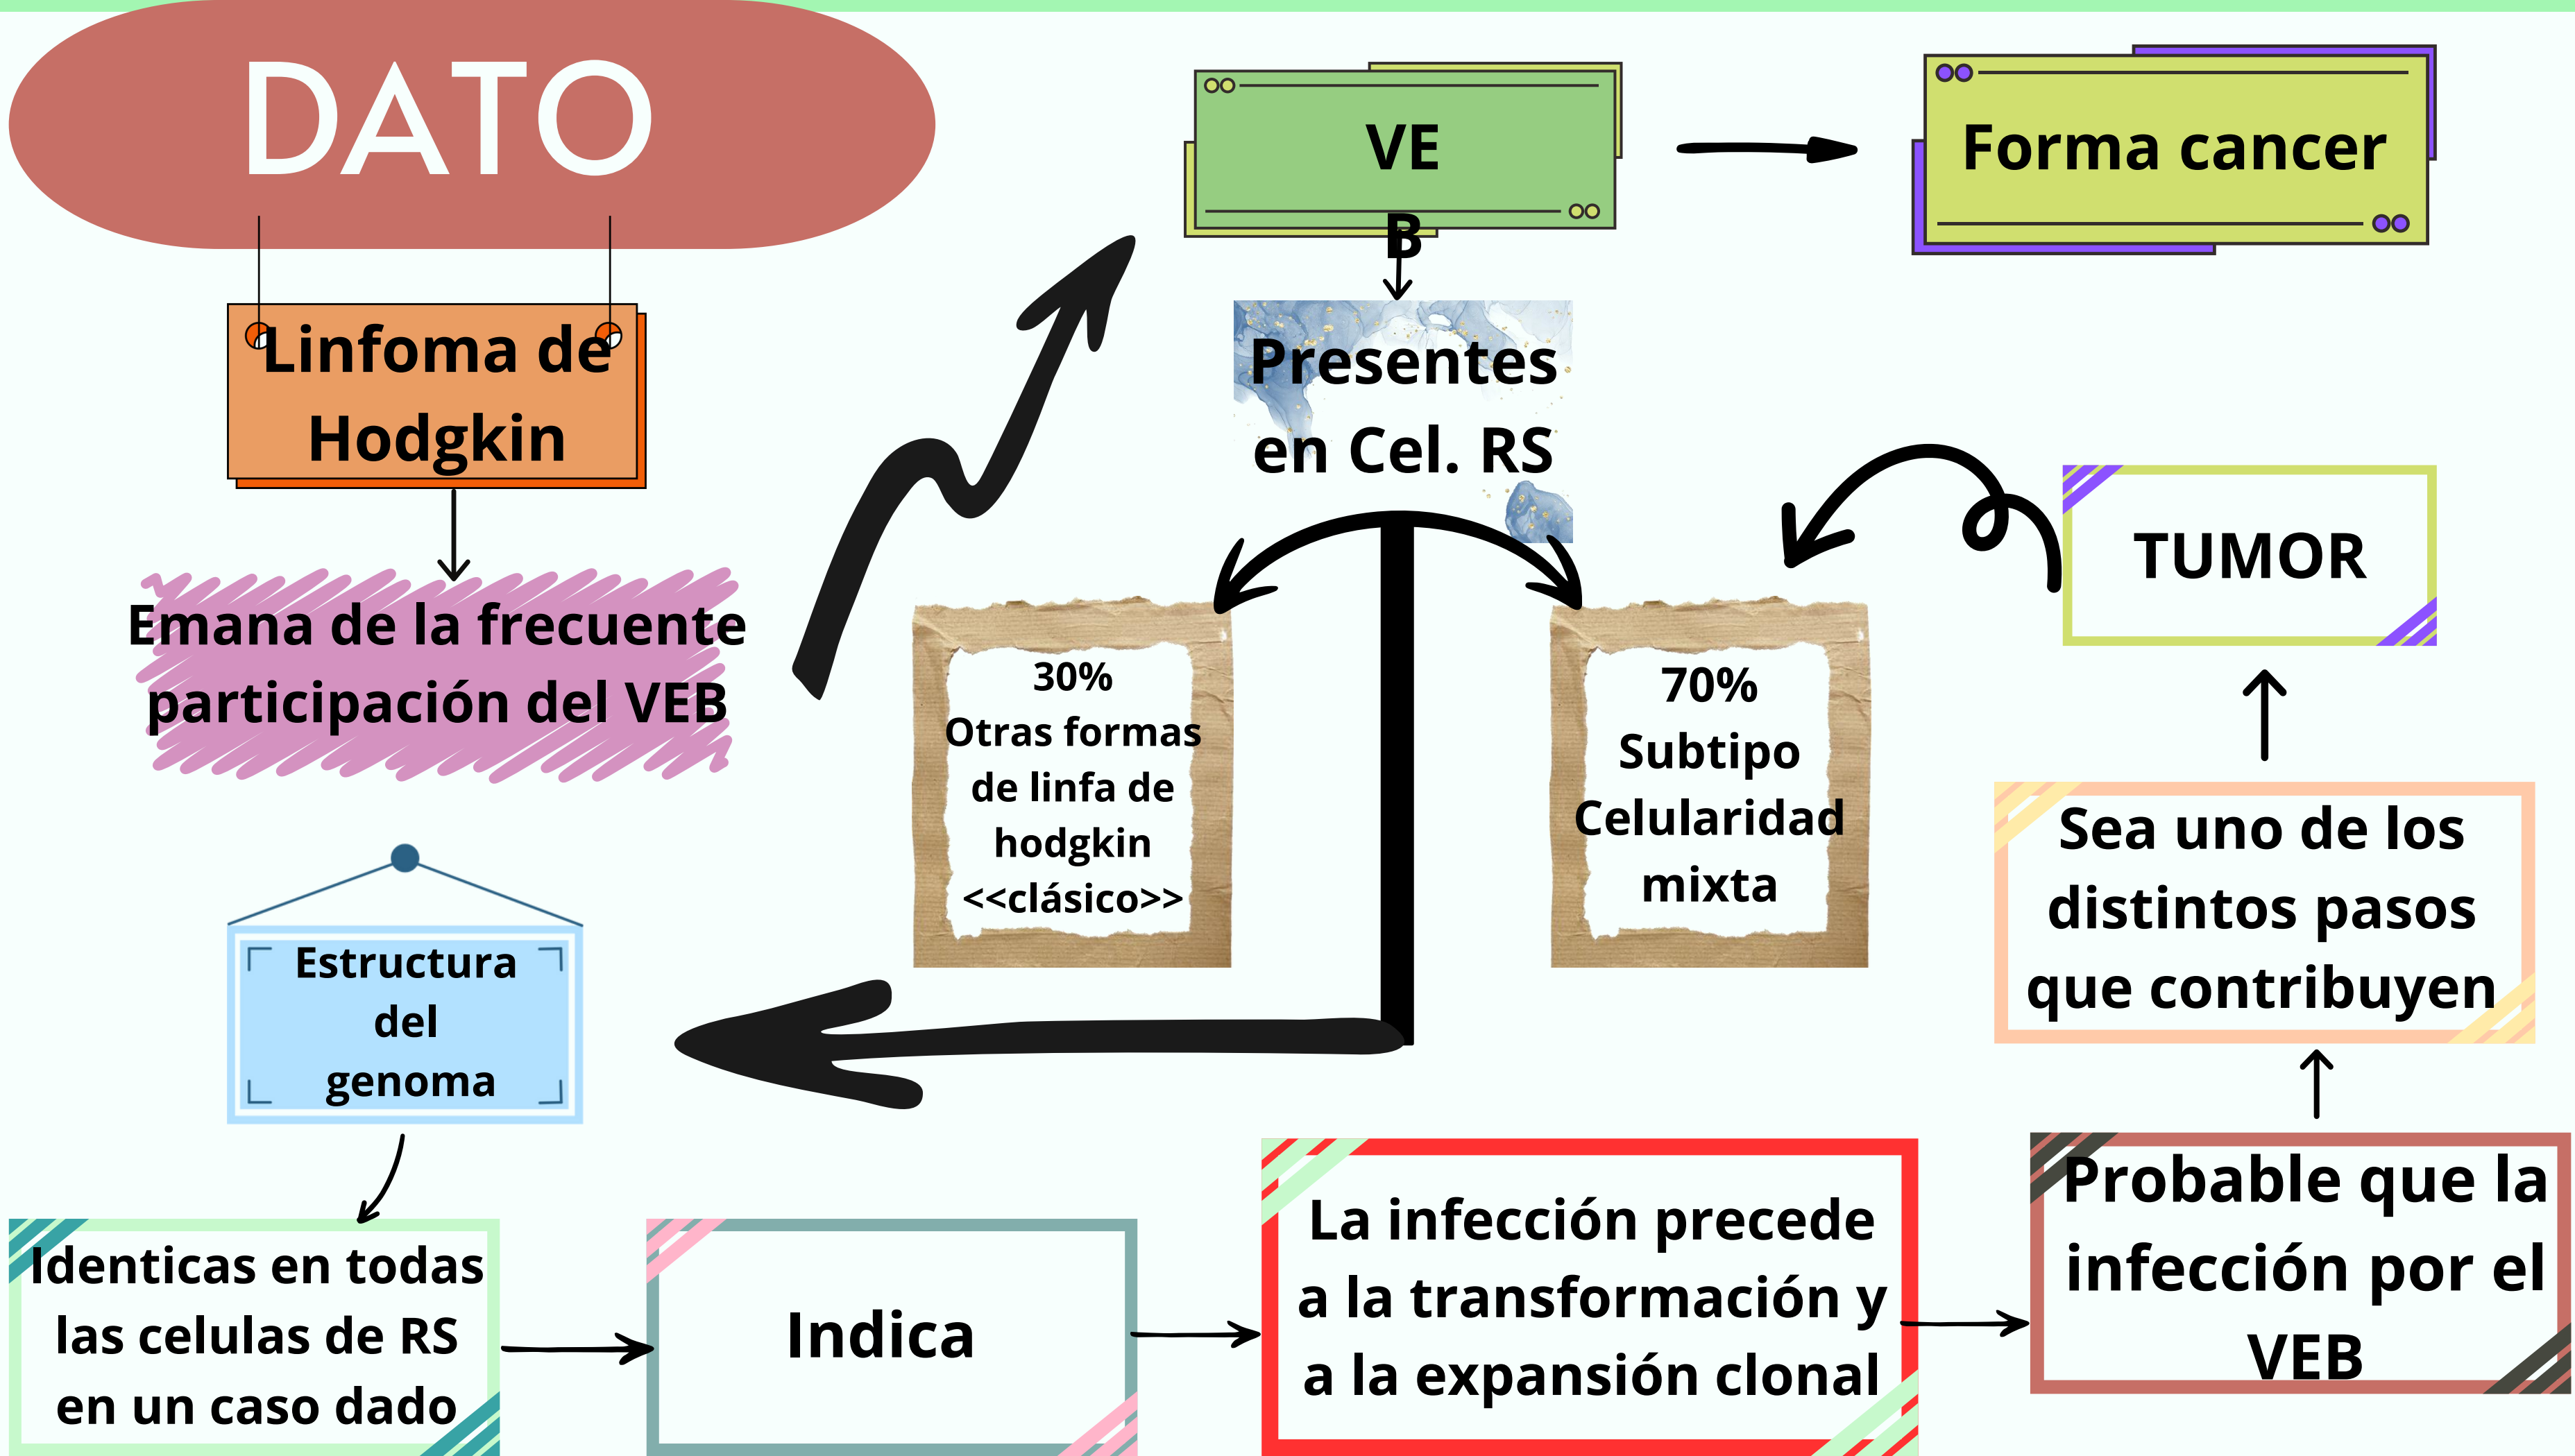 DATO
Linfoma de
Hodgkin
Emana de la frecuente
participación del VEB
VE
B
Forma cancer
Presentes
en Cel. RS
30%
Otras formas
de linfa de
hodgkin
<<clásico>>
70%
Subtipo
Celularidad
mixta
Estructura
del
genoma
Identicas en todas
las celulas de RS
en un caso dado
Indica
La infección precede
a la transformación y
a la expansión clonal
Probable que la
infección por el
VEB
Sea uno de los
distintos pasos
que contribuyen
TUMOR